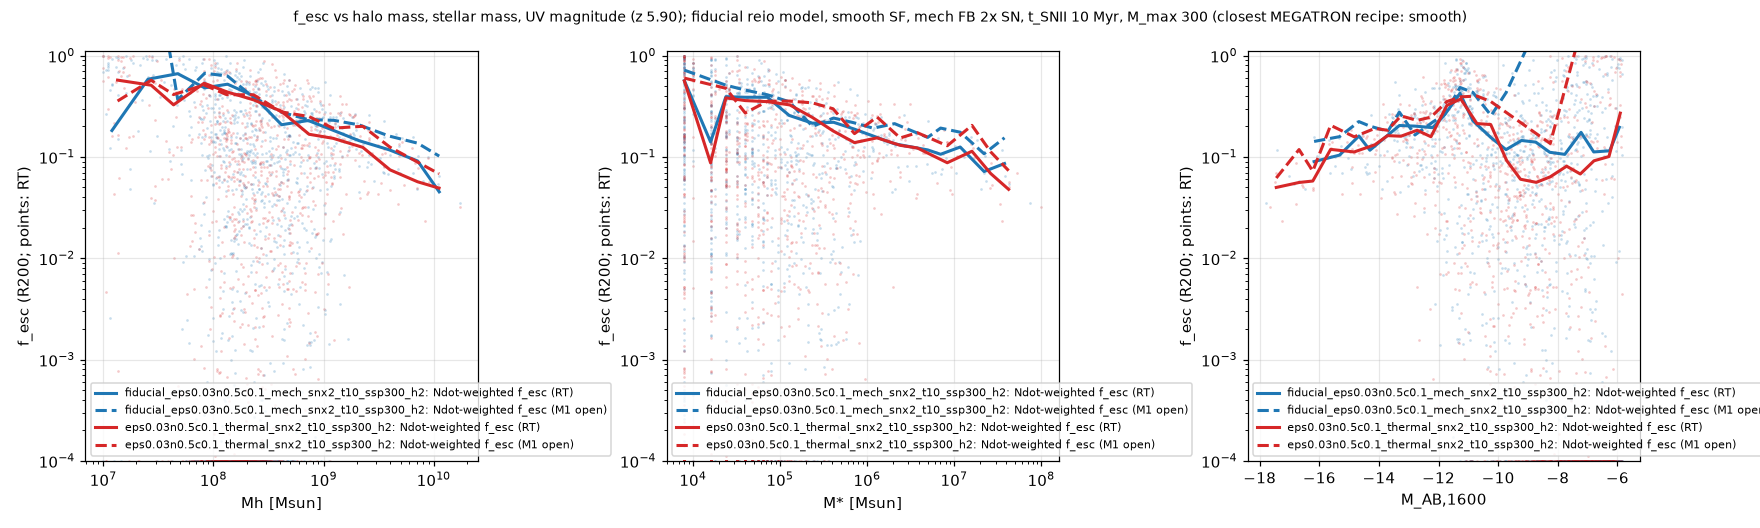 f_esc vs halo mass, stellar mass, UV magnitude (z 5.90); fiducial reio model, smooth SF, mech FB 2x SN, t_SNII 10 Myr, M_max 300 (closest MEGATRON recipe: smooth)
f_esc (R200; points: RT)
10^0
10^-1
10^-2
10^-3
10^-4
fiducial_eps0.03n0.5c0.1_mech_snx2_t10_ssp300_h2: Ndot-weighted f_esc (RT)
fiducial_eps0.03n0.5c0.1_mech_snx2_t10_ssp300_h2: Ndot-weighted f_esc (M1 open)
eps0.03n0.5c0.1_thermal_snx2_t10_ssp300_h2: Ndot-weighted f_esc (RT)
eps0.03n0.5c0.1_thermal_snx2_t10_ssp300_h2: Ndot-weighted f_esc (M1 open)
10^7 10^8 10^9 10^10
Mh [Msun]
f_esc (R200; points: RT)
10^0
10^-1
10^-2
10^-3
10^-4
fiducial_eps0.03n0.5c0.1_mech_snx2_t10_ssp300_h2: Ndot-weighted f_esc (RT)
fiducial_eps0.03n0.5c0.1_mech_snx2_t10_ssp300_h2: Ndot-weighted f_esc (M1 open)
eps0.03n0.5c0.1_thermal_snx2_t10_ssp300_h2: Ndot-weighted f_esc (RT)
eps0.03n0.5c0.1_thermal_snx2_t10_ssp300_h2: Ndot-weighted f_esc (M1 open)
10^4 10^5 10^6 10^7 10^8
M* [Msun]
f_esc (R200; points: RT)
10^0
10^-1
10^-2
10^-3
10^-4
fiducial_eps0.03n0.5c0.1_mech_snx2_t10_ssp300_h2: Ndot-weighted f_esc (RT)
fiducial_eps0.03n0.5c0.1_mech_snx2_t10_ssp300_h2: Ndot-weighted f_esc (M1 open
eps0.03n0.5c0.1_thermal_snx2_t10_ssp300_h2: Ndot-weighted f_esc (RT)
eps0.03n0.5c0.1_thermal_snx2_t10_ssp300_h2: Ndot-weighted f_esc (M1 open)
−18 −16 −14 −12 −10 −8 −6
M_AB,1600